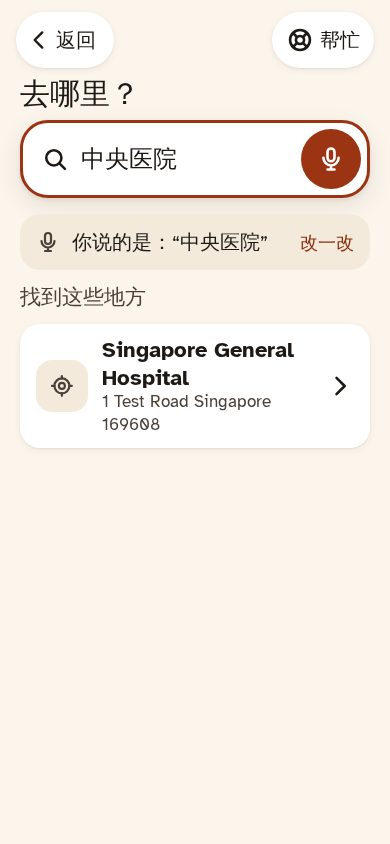 返回
帮忙
去哪里？
中央医院
你说的是：“中央医院”
改一改
找到这些地方
Singapore General
Hospital
1 Test Road Singapore
169608